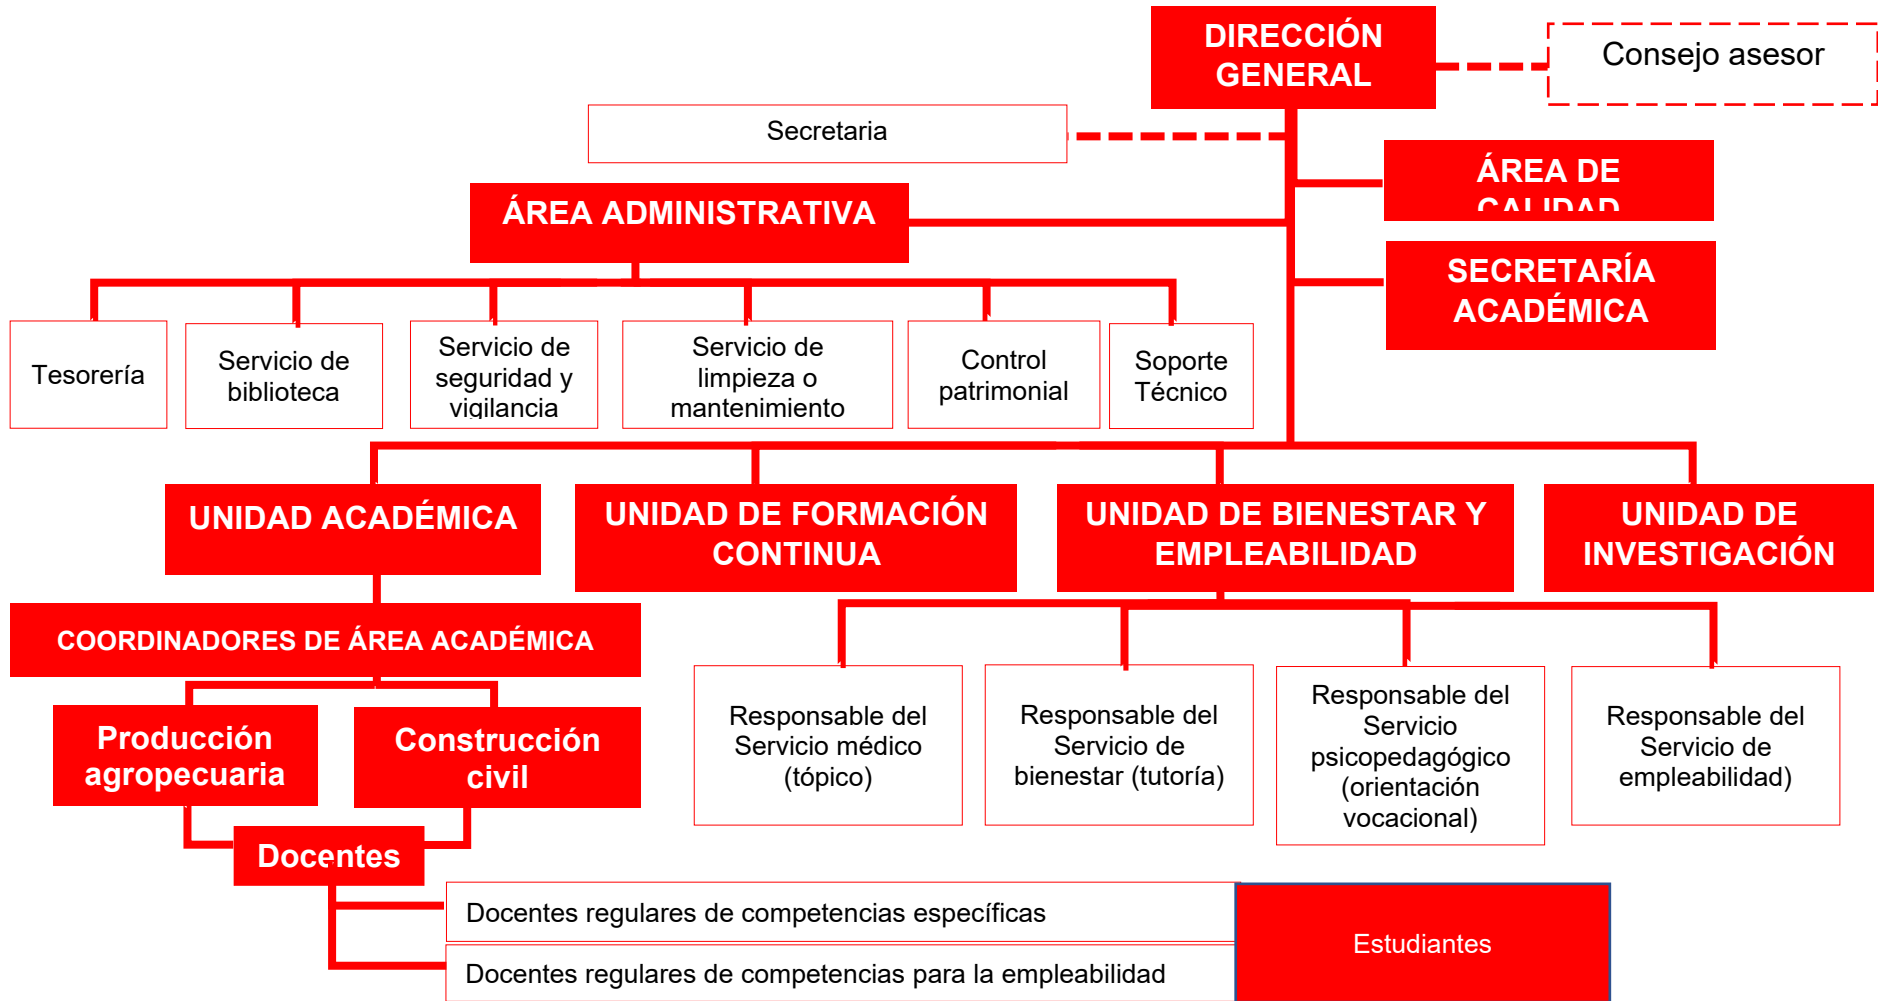 DIRECCIÓN
GENERAL
Consejo asesor
Secretaria
ÁREA DE
CALIDAD
ÁREA ADMINISTRATIVA
SECRETARÍA
ACADÉMICA
Tesorería
Servicio de
biblioteca
Servicio de
seguridad y
vigilancia
Servicio de
limpieza o
mantenimiento
Control
patrimonial
Soporte
Técnico
UNIDAD ACADÉMICA
UNIDAD DE FORMACIÓN
CONTINUA
UNIDAD DE BIENESTAR Y
EMPLEABILIDAD
UNIDAD DE
INVESTIGACIÓN
COORDINADORES DE ÁREA ACADÉMICA
Producción
agropecuaria
Construcción
civil
Responsable del
Servicio médico
(tópico)
Responsable del
Servicio de
bienestar (tutoría)
Responsable del
Servicio
psicopedagógico
(orientación
vocacional)
Responsable del
Servicio de
empleabilidad)
Docentes
Docentes regulares de competencias específicas
Docentes regulares de competencias para la empleabilidad
Estudiantes